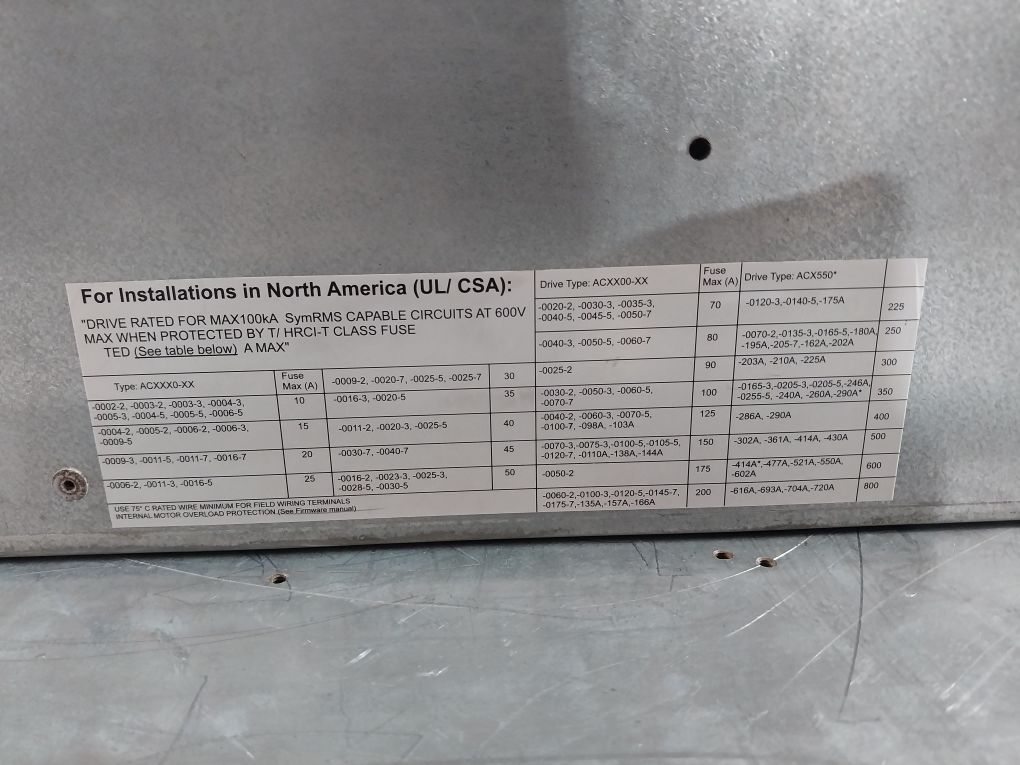 For Installations in North America (UL/ CSA):
"DRIVE RATED FOR MAX100kA SymRMS CAPABLE CIRCUITS AT 600V
MAX WHEN PROTECTED BY T/ HRCI-T CLASS FUSE
TED (See table below) A MAX"
Type: ACXXX0-XX
Fuse
Max (A)
-0002-2, -0003-2, -0003-3, -0004-3,
-0005-3, -0004-5, -0005-5, -0006-5
10
-0004-2, -0005-2, -0006-2, -0006-3,
-0009-5
15
-0009-3, -0011-5, -0011-7, -0016-7
20
-0006-2, -0011-3, -0016-5
25
-0009-2, -0020-7, -0025-5, -0025-7
30
-0016-3, -0020-5
35
-0011-2, -0020-3, -0025-5
40
-0030-7, -0040-7
45
-0016-2, -0023-3, -0025-3,
-0028-5, -0030-5
50
USE 75° C RATED WIRE MINIMUM FOR FIELD WIRING TERMINALS
INTERNAL MOTOR OVERLOAD PROTECTION (See Firmware manual)
Drive Type: ACXX00-XX
Fuse
Max (A)
-0020-2, -0030-3, -0035-3,
-0040-5, -0045-5, -0050-7
70
-0040-3, -0050-5, -0060-7
80
-0025-2
90
-0030-2, -0050-3, -0060-5,
-0070-7
100
-0040-2, -0060-3, -0070-5,
-0100-7, -098A, -103A
125
-0070-3,-0075-3,-0100-5,-0105-5,
-0120-7,-0110A,-138A,-144A
150
-0050-2
175
-0060-2,-0100-3,-0120-5,-0145-7,
-0175-7,-135A,-157A,-166A
200
Drive Type: ACX550*
-0120-3,-0140-5,-175A
225
-0070-2,-0135-3,-0165-5,-180A,
-195A,-205-7,-162A,-202A
250
-203A, -210A, -225A
300
-0165-3,-0205-3,-0205-5,-246A,
-0255-5, -240A, -260A,-290A*
350
-286A, -290A
400
-302A, -361A, -414A, -430A
500
-414A*,-477A,-521A,-550A,
-602A
600
-616A,-693A,-704A,-720A
800